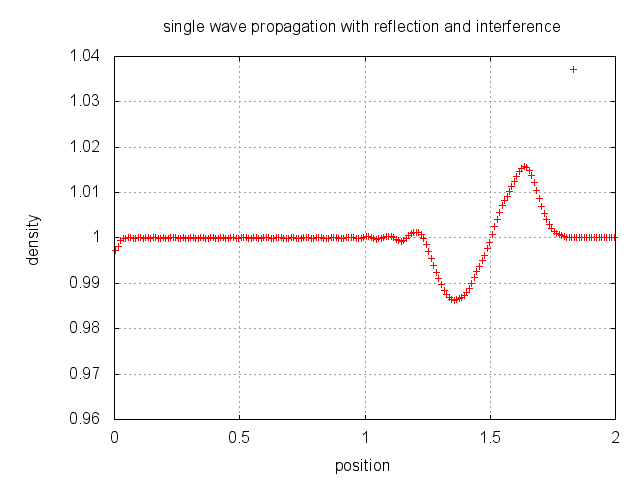 single wave propagation with reflection and interference
1.04
1.03
1.02
1.01
1
0.99
0.98
0.97
0.96
0 0.5 1 1.5 2
density
position